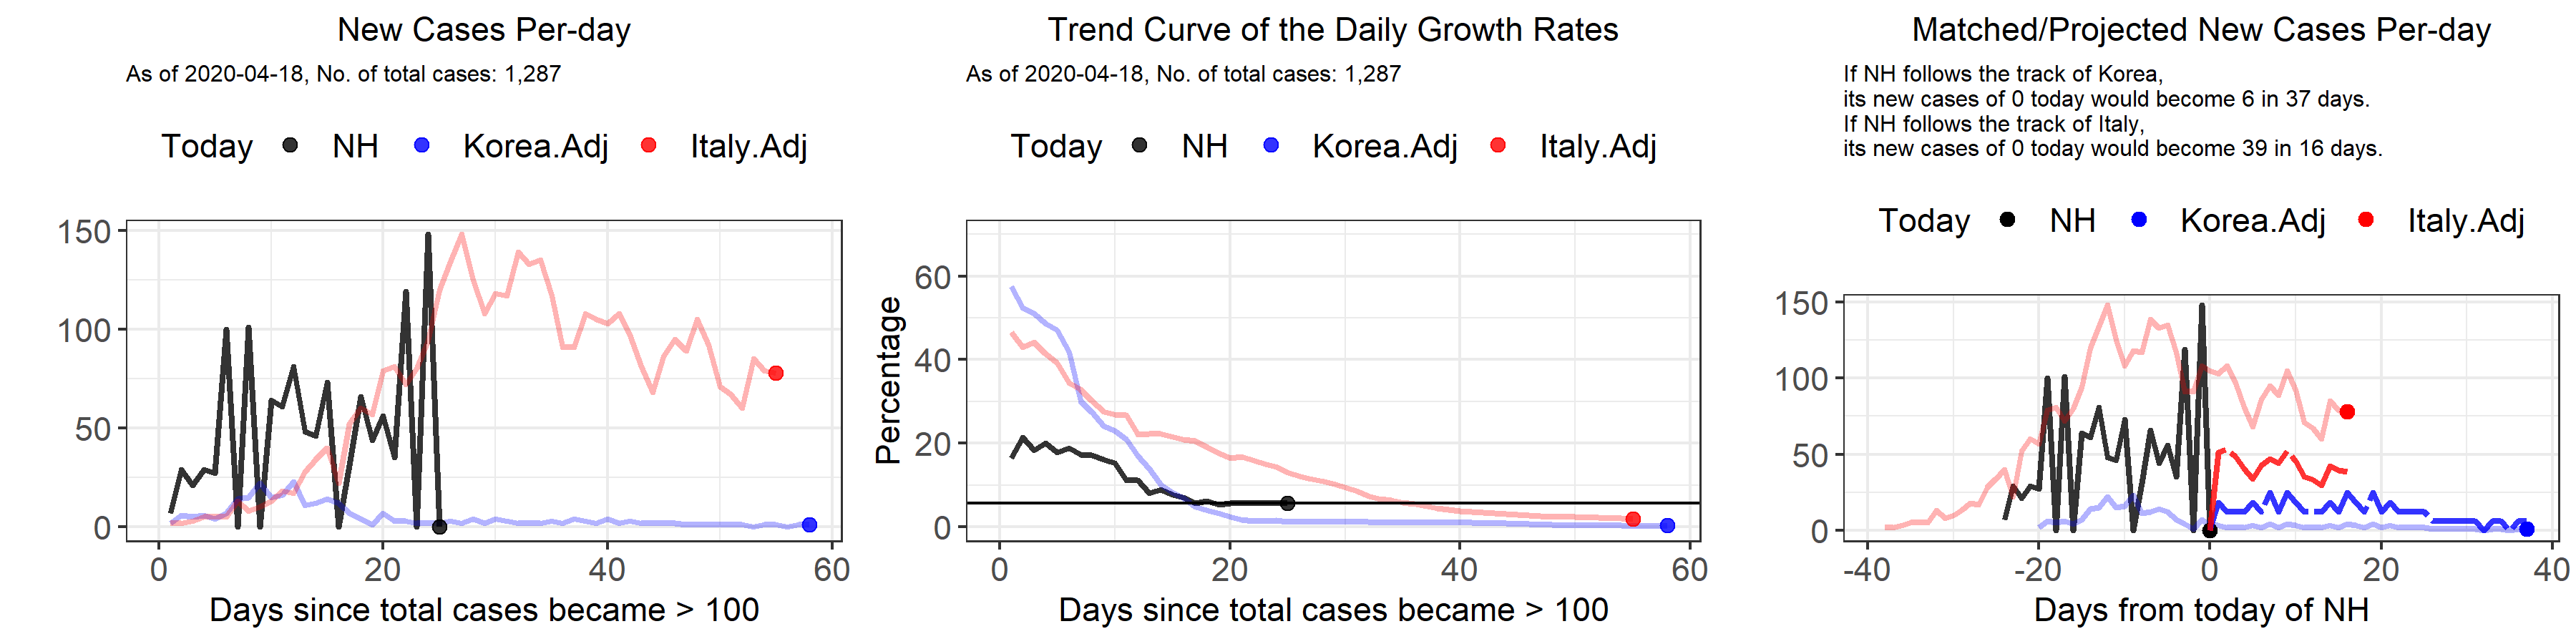 New Cases Per-day
As of 2020-04-18, No. of total cases: 1,287
Today NH Korea.Adj Italy.Adj
150
100
50
0
0 20 40 60
Days since total cases became > 100
Trend Curve of the Daily Growth Rates
As of 2020-04-18, No. of total cases: 1,287
Today NH Korea.Adj Italy.Adj
Percentage
60
40
20
0
0 20 40 60
Days since total cases became > 100
Matched/Projected New Cases Per-day
If NH follows the track of Korea,
its new cases of 0 today would become 6 in 37 days.
If NH follows the track of Italy,
its new cases of 0 today would become 39 in 16 days.
Today NH Korea.Adj Italy.Adj
150
100
50
0
-40 -20 0 20 40
Days from today of NH